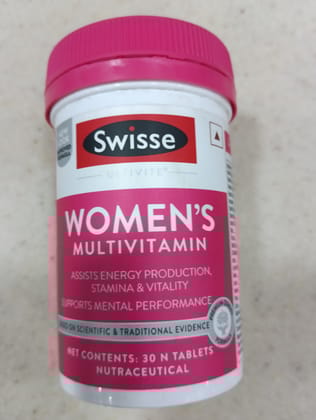 Swisse
ULTIVITE
WOMEN'S
MULTIVITAMIN
ASSISTS ENERGY PRODUCTION,
STAMINA & VITALITY
SUPPORTS MENTAL PERFORMANCE
ON SCIENTIFIC & TRADITIONAL EVIDENCE
NET CONTENTS: 30 N TABLETS
NUTRACEUTICAL